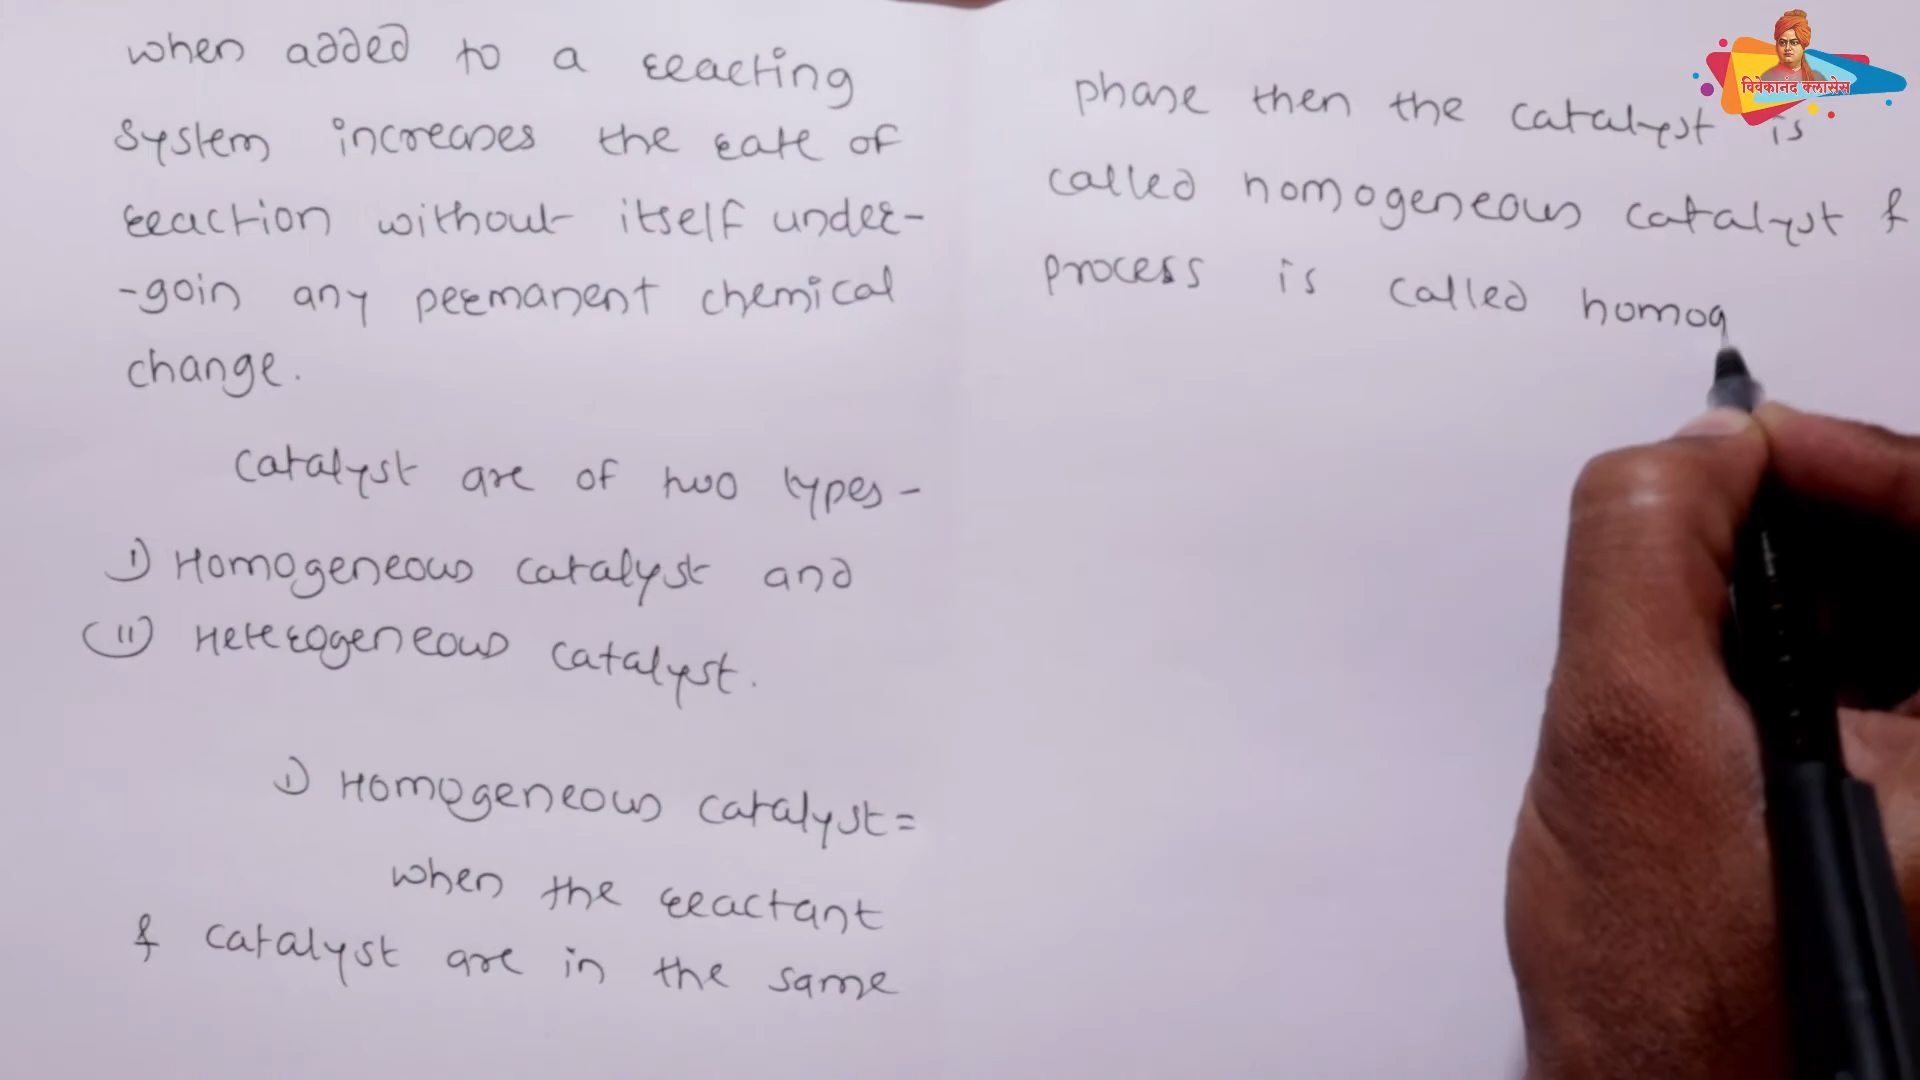 when added to a reacting
system increases the rate of
reaction without itself under-
-goin any permanent chemical
change.
Catalyst are of two types-
I) Homogeneous catalyst and
(II) Heterogeneous catalyst.
I) Homogeneous catalyst=
when the reactant
& catalyst are in the same
phase then the catalyst is
called homogeneous catalyst &
process is called homog
विवेकानंद क्लासेस